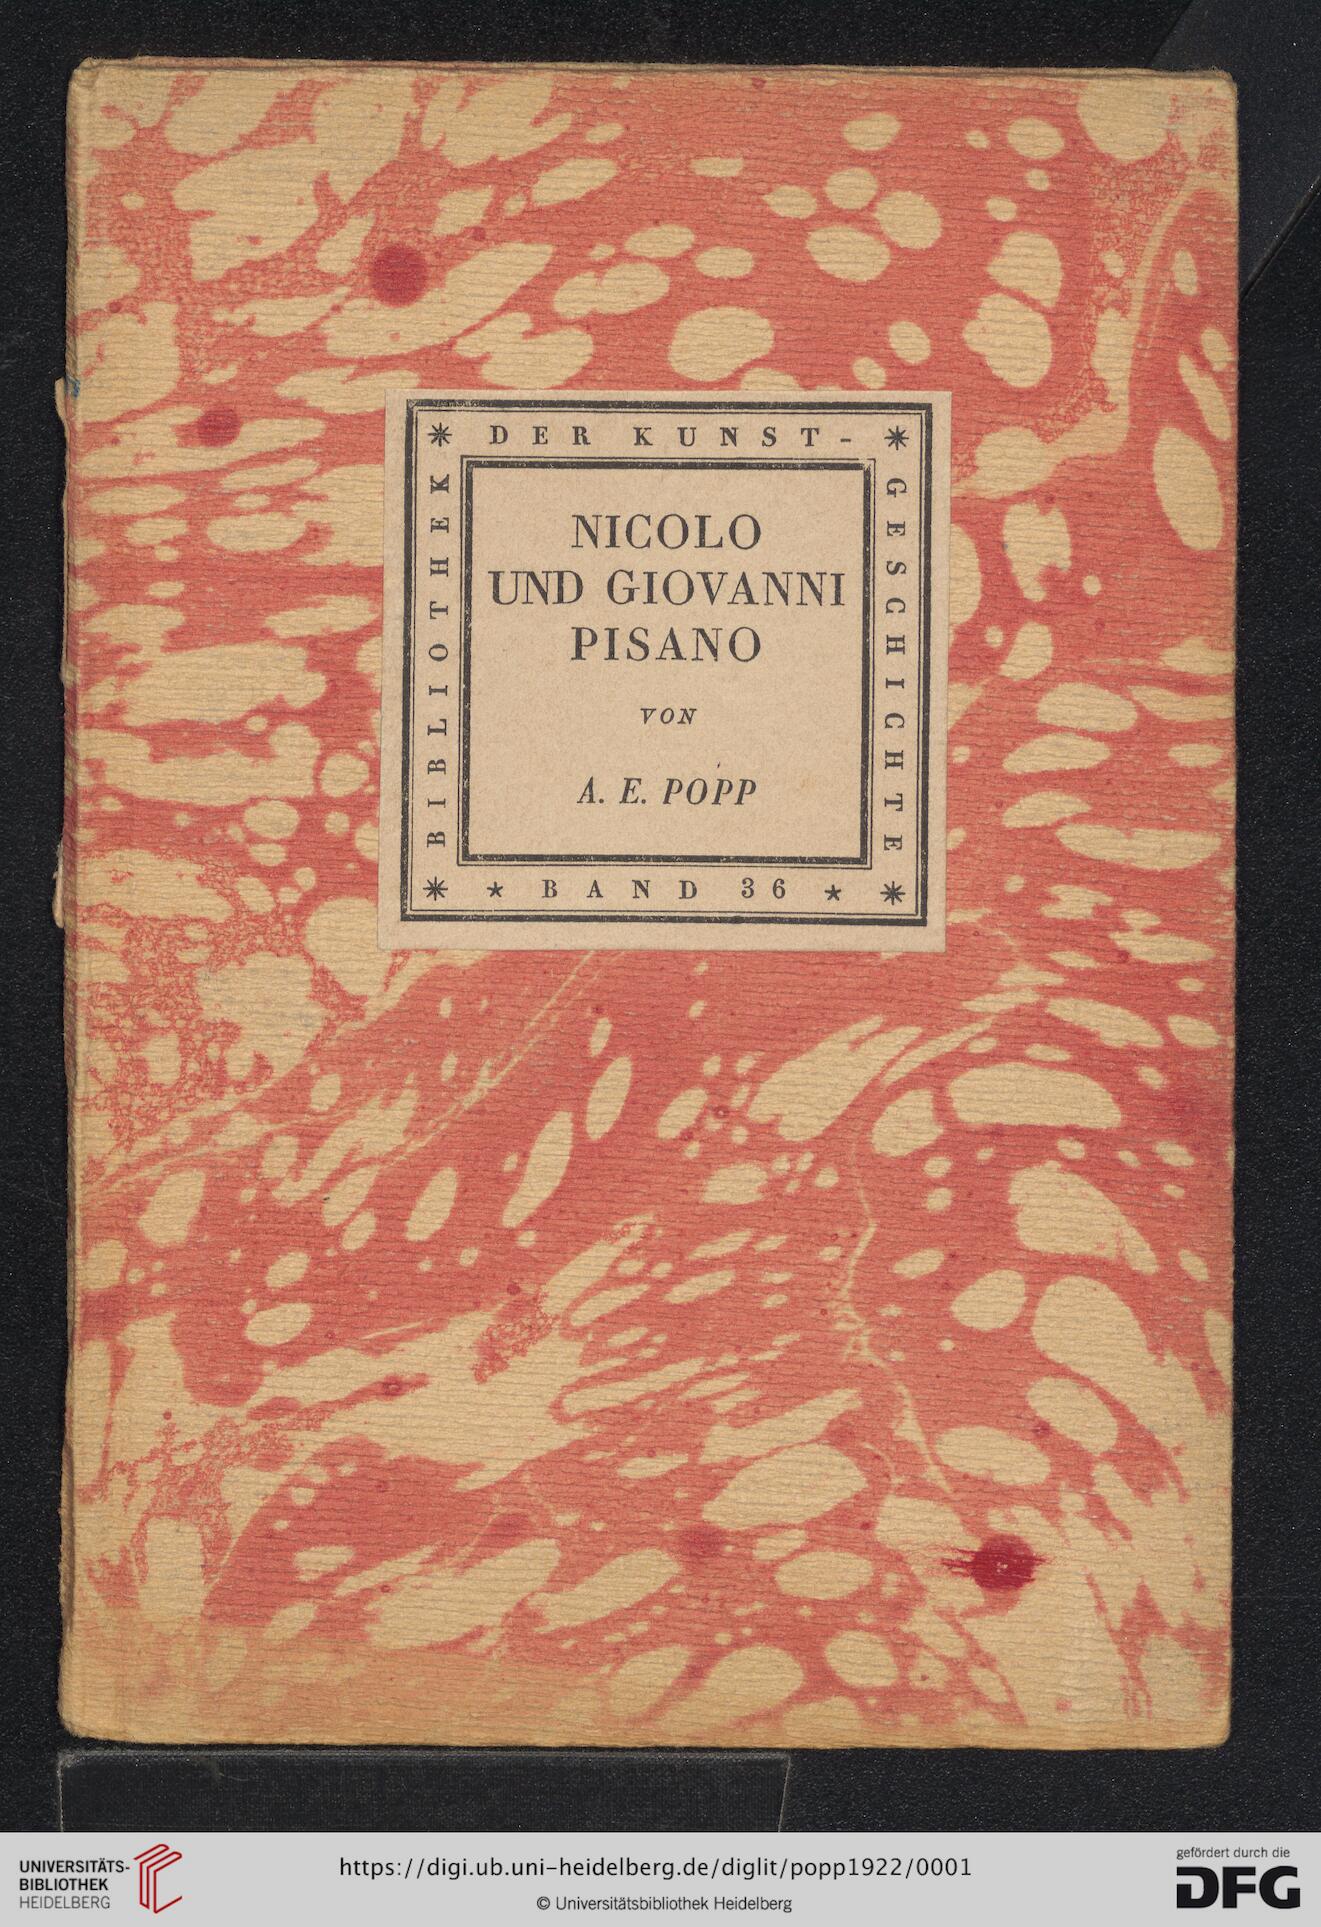 BIBLIOTHEK
DER KUNST-
GESCHICHTE
NICOLO
UND GIOVANNI
PISANO
VON
A. E. POPP
BAND 36
UNIVERSITÄTS-
BIBLIOTHEK
HEIDELBERG
https://digi.ub.uni-heidelberg.de/diglit/popp1922/0001
© Universitätsbibliothek Heidelberg
gefördert durch die
DFG